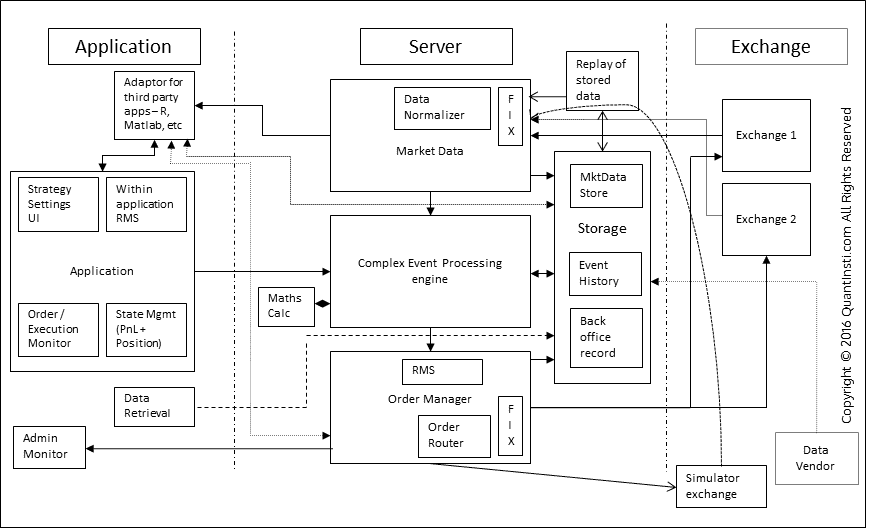 Application
Server
Exchange
Adaptor for
third party
apps – R,
Matlab, etc
Data
Normalizer
F
I
X
Market Data
Replay of
stored
data
Exchange 1
Strategy
Settings
UI
Within
application
RMS
MktData
Store
Storage
Exchange 2
Application
Complex Event Processing
engine
Event
History
Maths
Calc
Order /
Execution
Monitor
State Mgmt
(PnL +
Position)
Back
office
record
RMS
Order Manager
Data
Retrieval
F
I
X
Order
Router
Admin
Monitor
Data
Vendor
Simulator
exchange
Copyright © 2016 QuantInsti.com All Rights Reserved